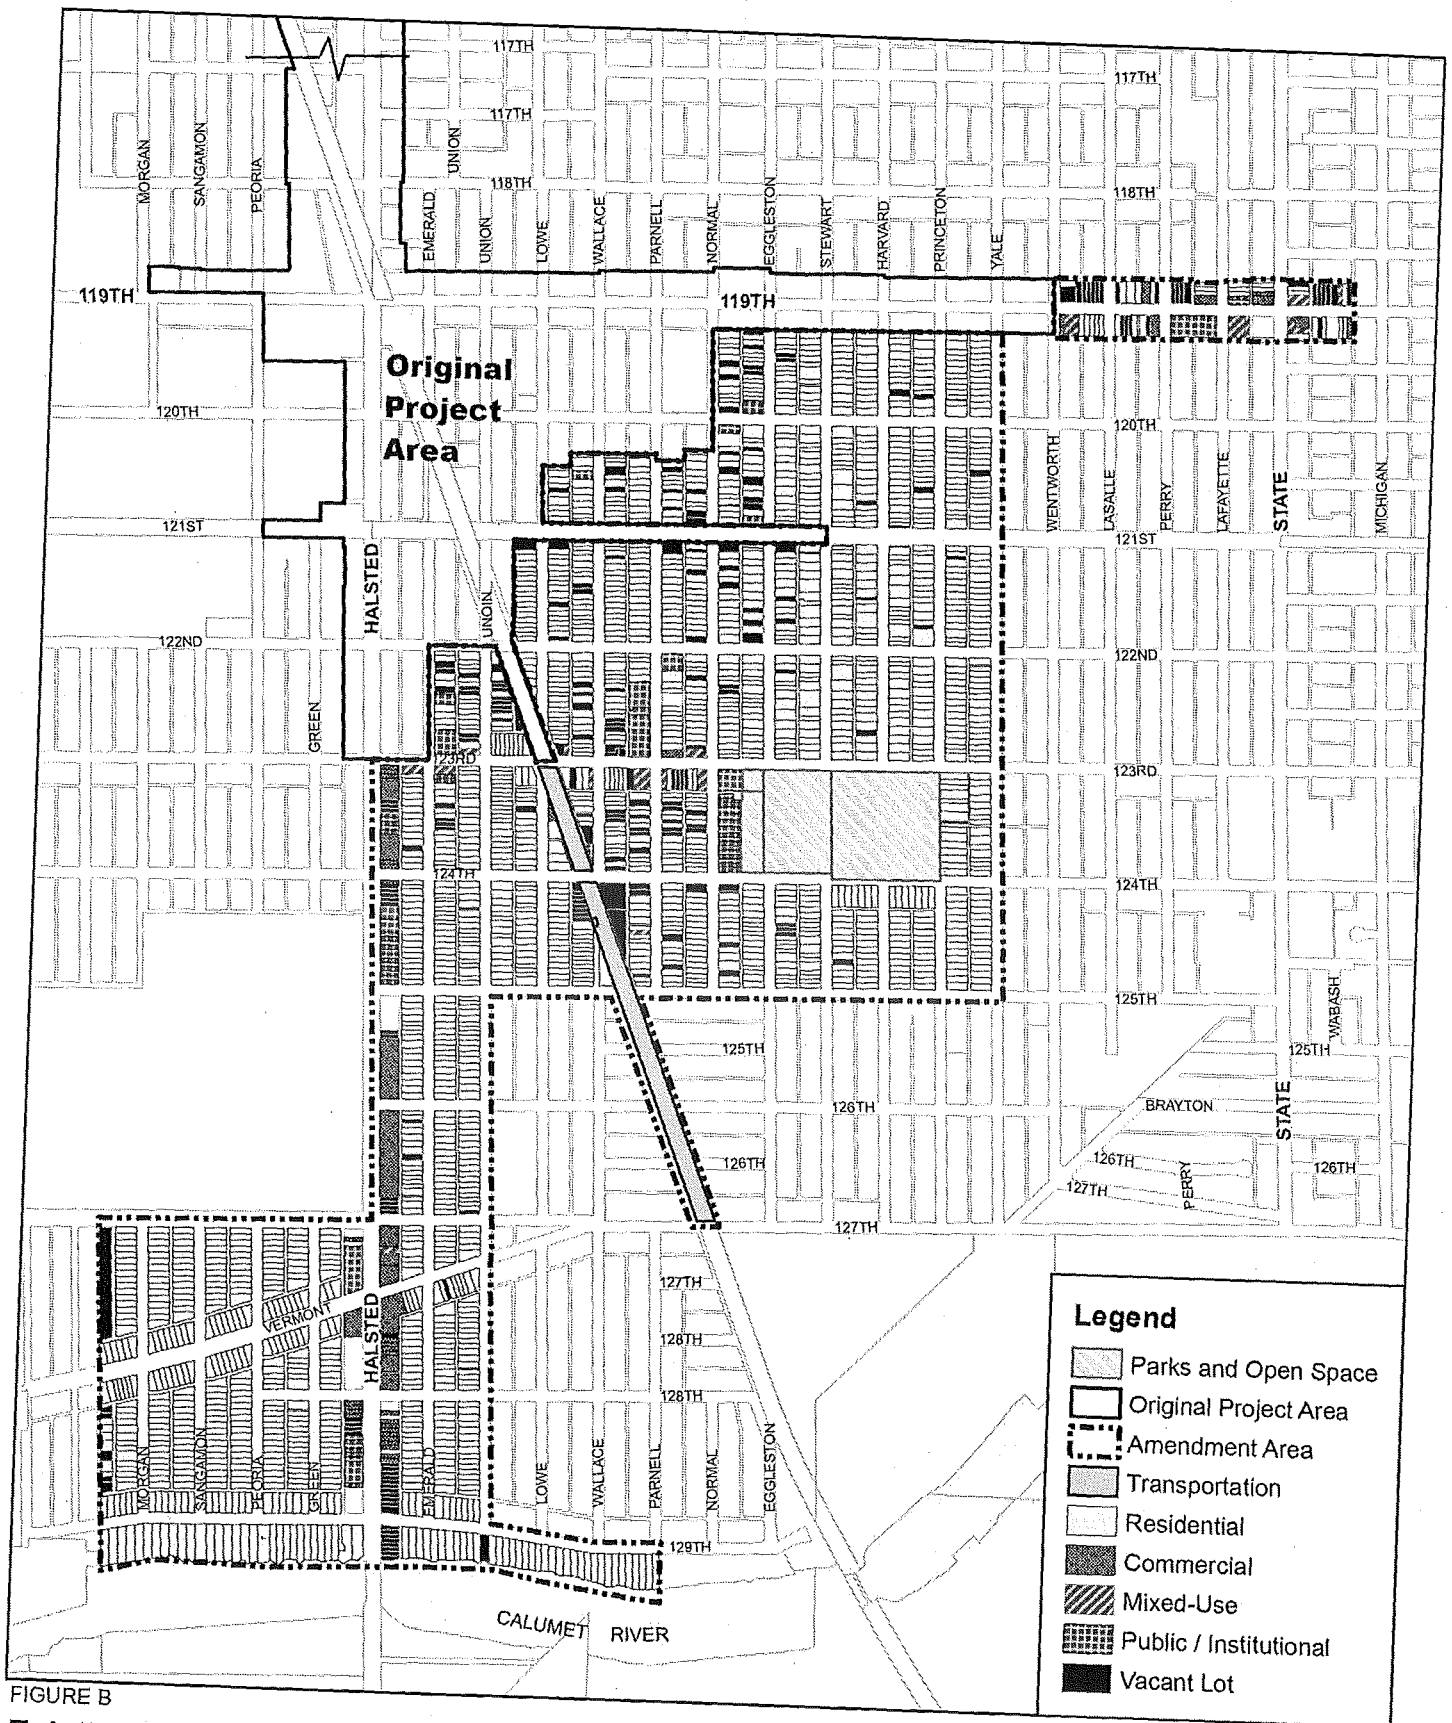 117TH
117TH
117TH
UNION
MORGAN
SANGAMON
PEORIA
118TH
118TH
EMERALD
UNION
LOWE
WALLACE
PARNELL
NORMAL
EGGLESTON
STEWART
HARVARD
PRINCETON
YALE
119TH
119TH
Original
Project
Area
120TH
120TH
WENTWORTH
LASALLE
PERRY
LAFAYETTE
STATE
MICHIGAN
121ST
121ST
HALSTED
UNOIN
122ND
122ND
GREEN
123RD
123RD
124TH
124TH
125TH
WABASH
125TH
125TH
126TH
BRAYTON
STATE
126TH
126TH
126TH
127TH
PERRY
127TH
127TH
VERMONT
HALSTED
128TH
128TH
MORGAN
SANGAMON
PEORIA
GREEN
EMERALD
LOWE
WALLACE
PARNELL
NORMAL
EGGLESTON
129TH
CALUMET RIVER
Legend
Parks and Open Space
Original Project Area
Amendment Area
Transportation
Residential
Commercial
Mixed-Use
Public / Institutional
Vacant Lot
FIGURE B